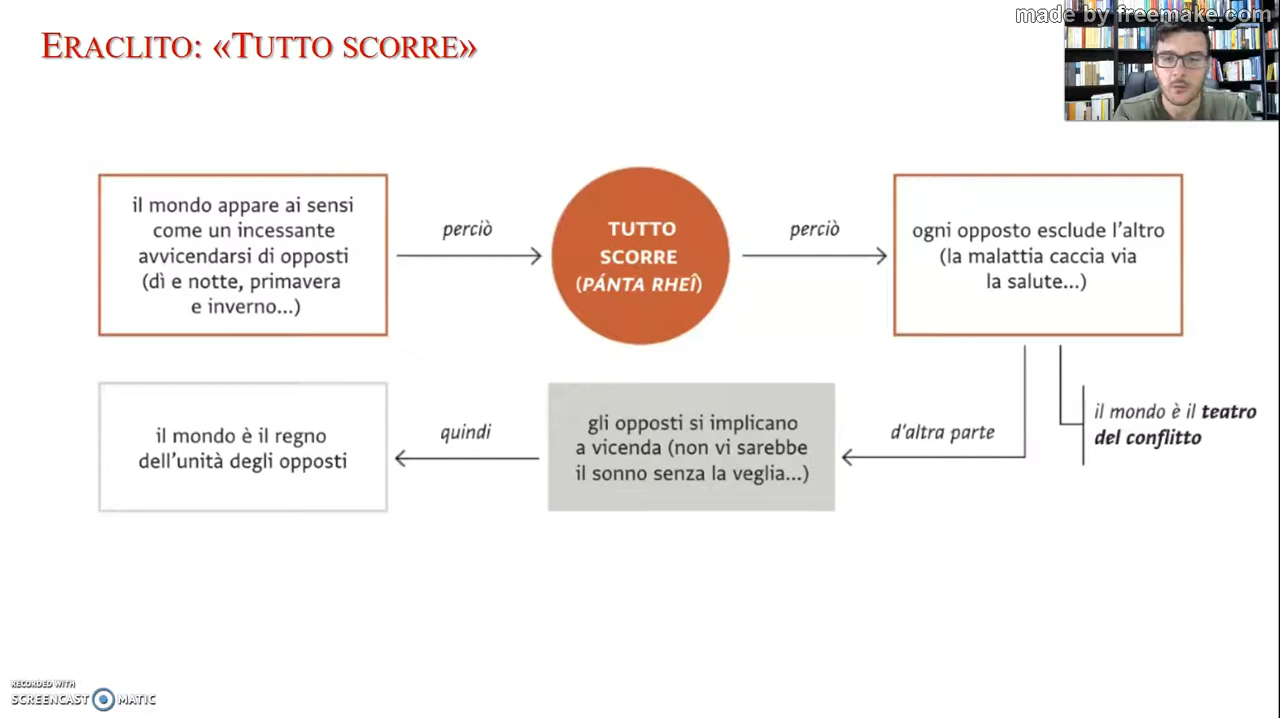 made by freemake.com
ERACLITO: «TUTTO SCORRE»
il mondo appare ai sensi
come un incessante
avvicendarsi di opposti
(dì e notte, primavera
e inverno...)
perciò
TUTTO
SCORRE
(PÁNTA RHEÎ)
perciò
ogni opposto esclude l'altro
(la malattia caccia via
la salute...)
il mondo è il teatro
del conflitto
d'altra parte
gli opposti si implicano
a vicenda (non vi sarebbe
il sonno senza la veglia...)
quindi
il mondo è il regno
dell'unità degli opposti
RECORDED WITH
SCREENCAST MATIC